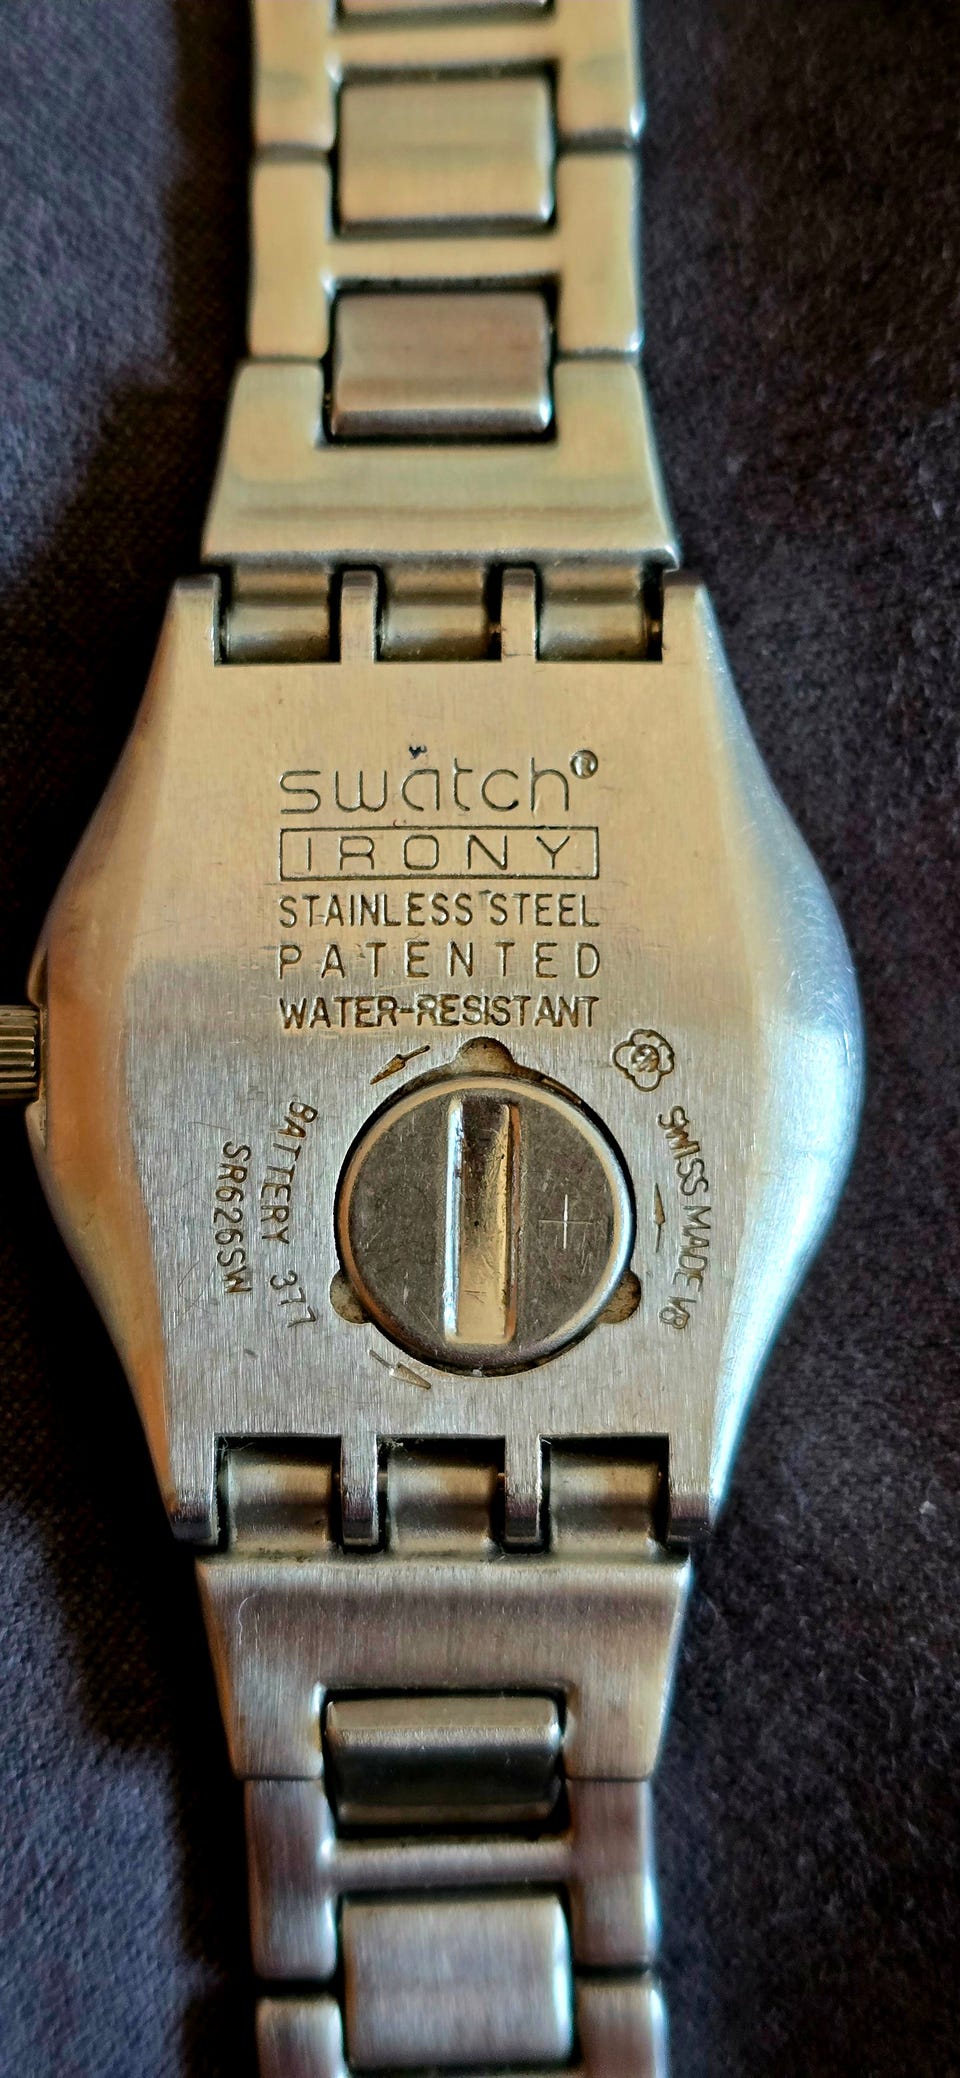 swatch®
IRONY
STAINLESS STEEL
PATENTED
WATER-RESISTANT
BATTERY 377
SR626SW
SWISS MADE V8
+